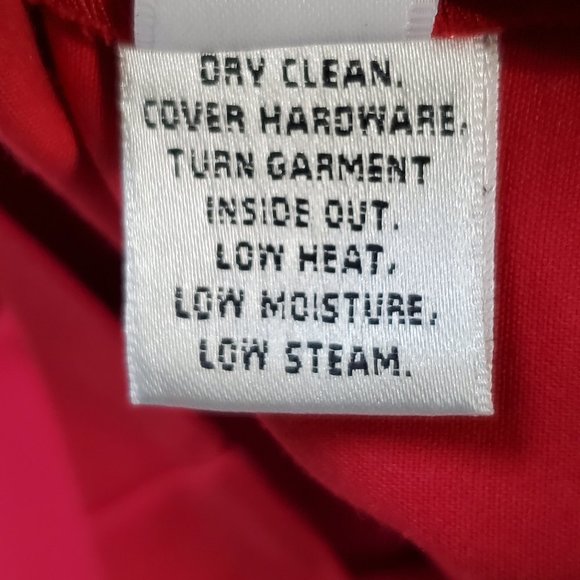 DRY CLEAN.
COVER HARDWARE,
TURN GARMENT
INSIDE OUT.
LOW HEAT,
LOW MOISTURE,
LOW STEAM.